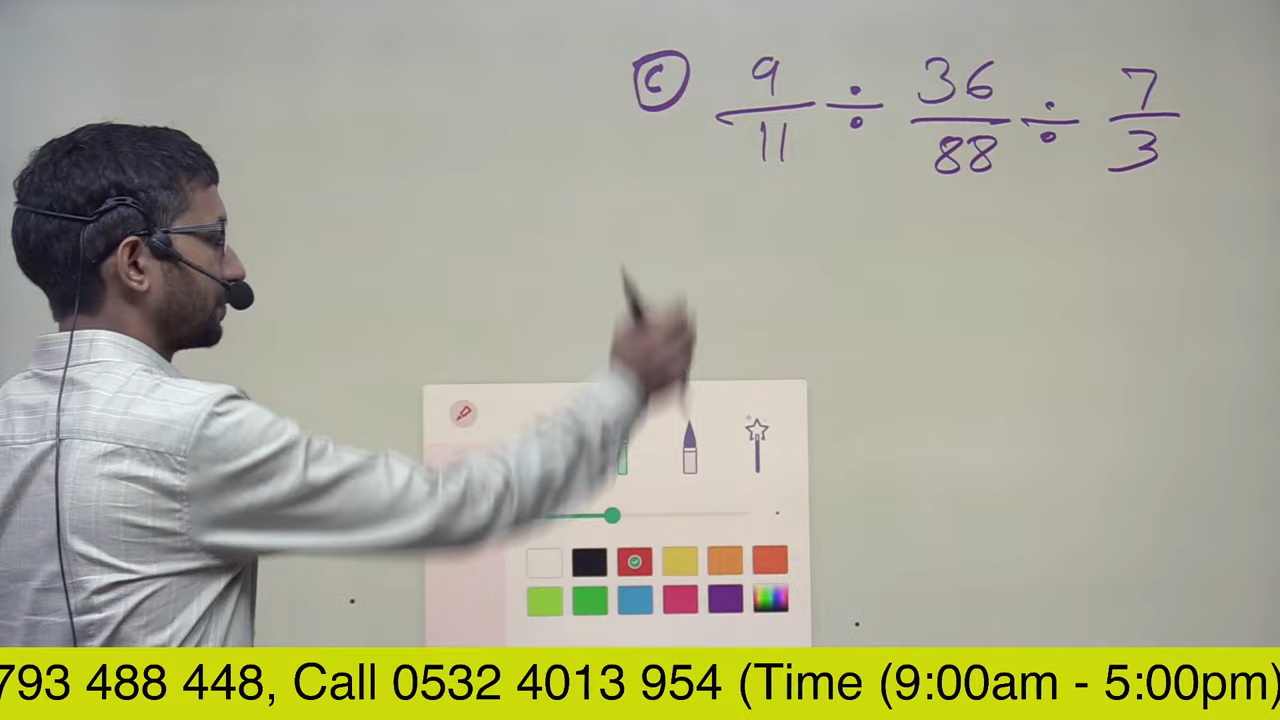 (C) 9/11 ÷ 36/88 ÷ 7/3
793 488 448, Call 0532 4013 954 (Time (9:00am - 5:00pm)